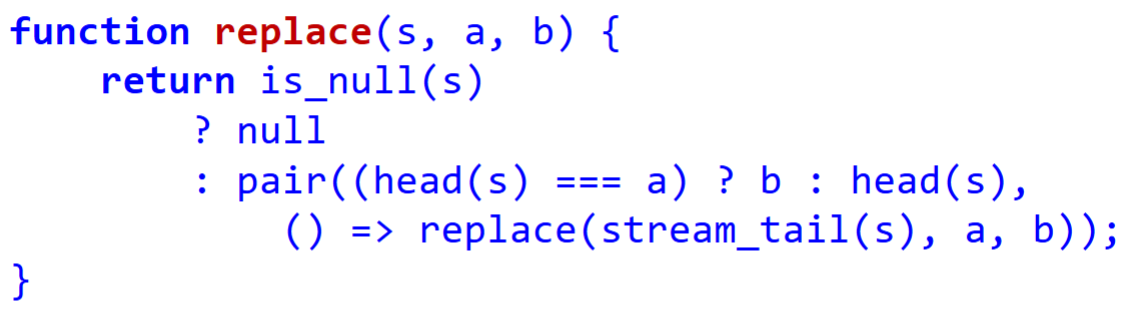 function replace(s, a, b) {
    return is_null(s)
        ? null
        : pair((head(s) === a) ? b : head(s),
            () => replace(stream_tail(s), a, b));
}